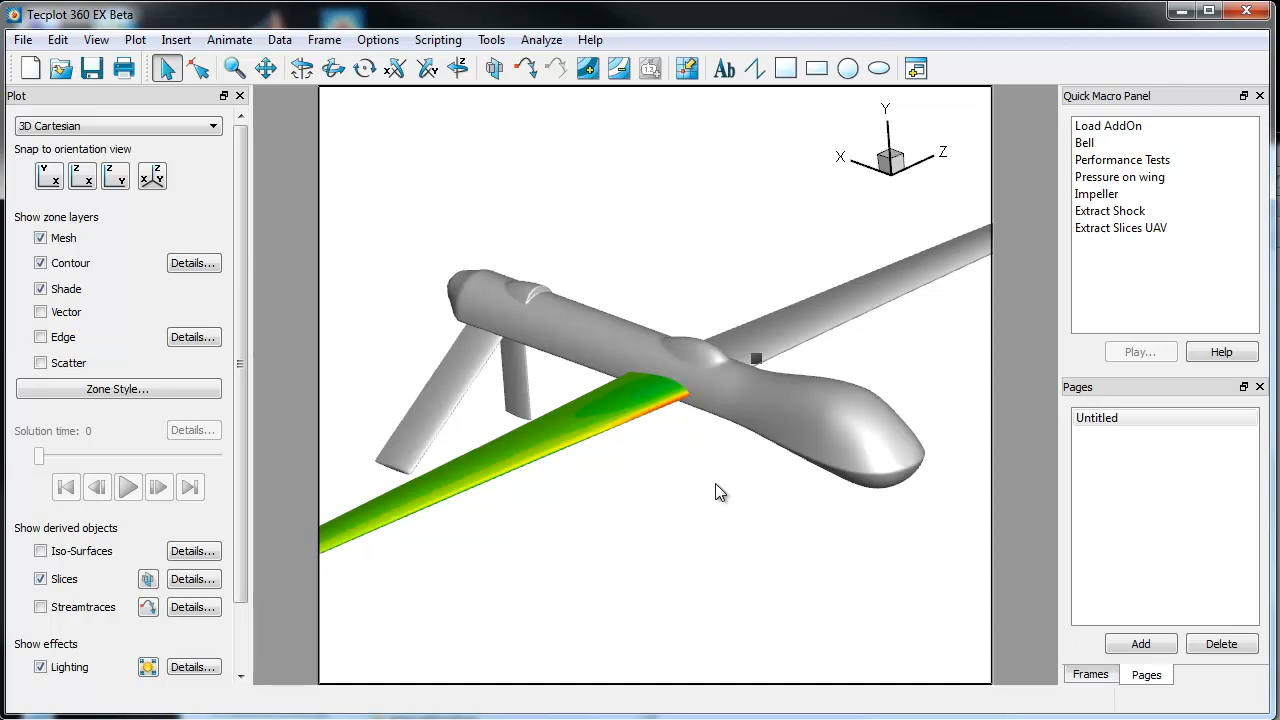 Tecplot 360 EX Beta
File Edit View Plot Insert Animate Data Frame Options Scripting Tools Analyze Help
Ab
Plot
3D Cartesian
Snap to orientation view
Y X Z X Z Y Z X Y
Show zone layers
Mesh
Contour Details...
Shade
Vector
Edge Details...
Scatter
Zone Style...
Solution time: 0 Details...
Show derived objects
Iso-Surfaces Details...
Slices Details...
Streamtraces Details...
Show effects
Lighting Details...
Y
X Z
Quick Macro Panel
Load AddOn
Bell
Performance Tests
Pressure on wing
Impeller
Extract Shock
Extract Slices UAV
Play... Help
Pages
Untitled
Add Delete
Frames Pages